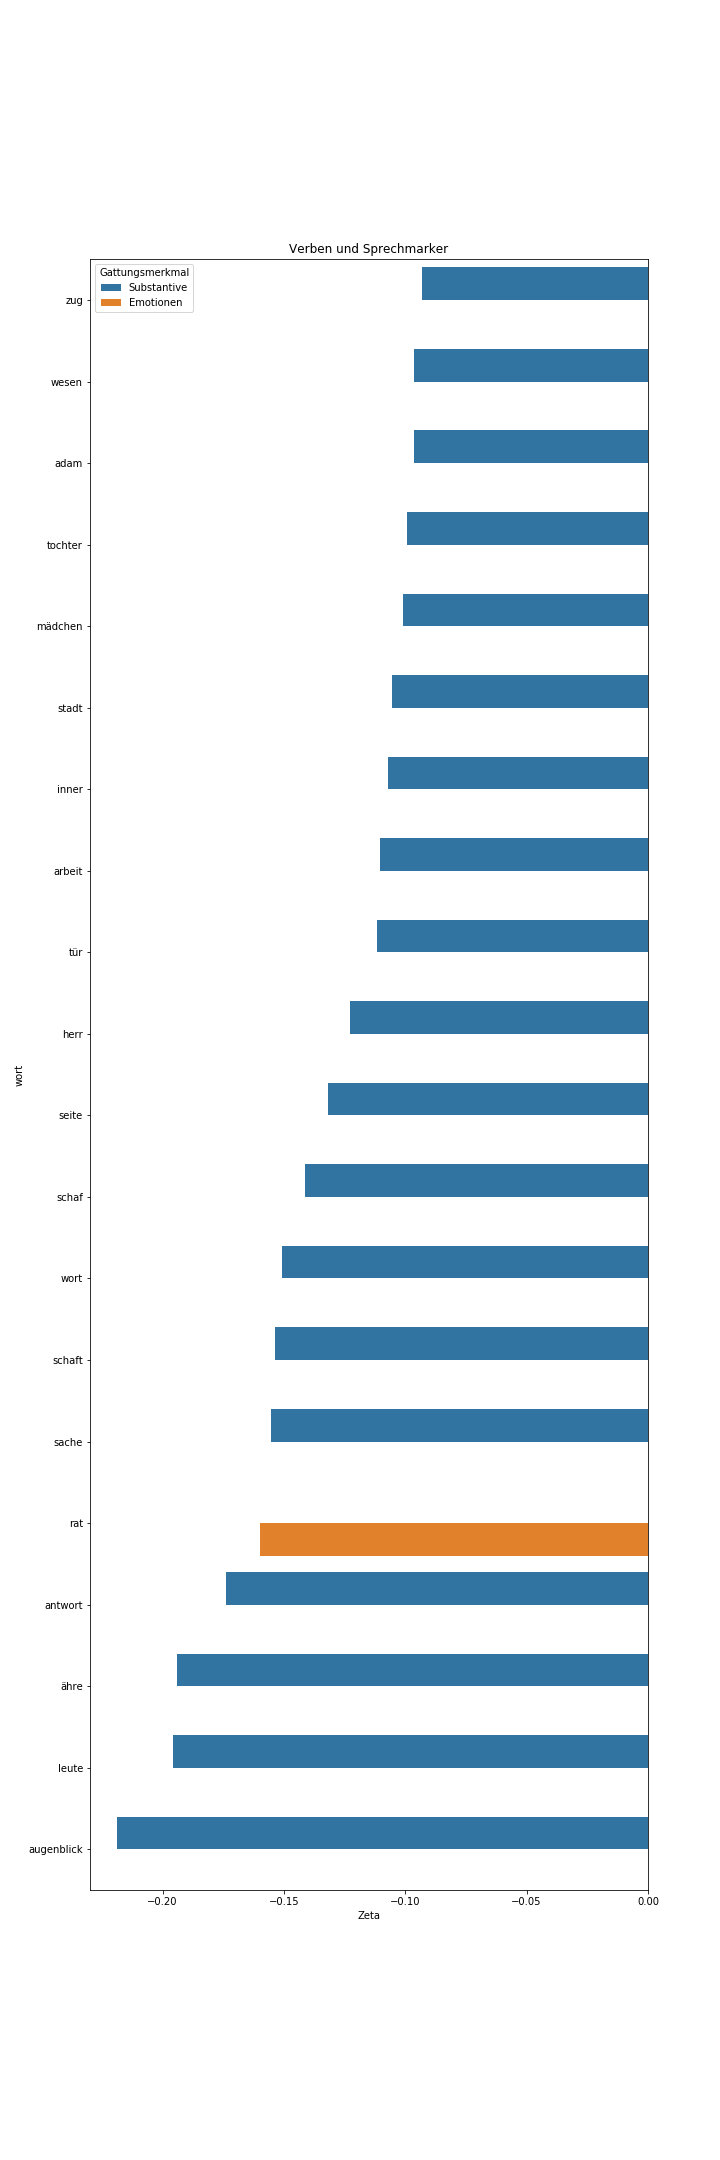 Verben und Sprechmarker
Gattungsmerkmal
Substantive
Emotionen
zug
wesen
adam
tochter
mädchen
stadt
inner
arbeit
tür
herr
seite
schaf
wort
schaft
sache
rat
antwort
ähre
leute
augenblick
wort
−0.20 −0.15 −0.10 −0.05 0.00
Zeta